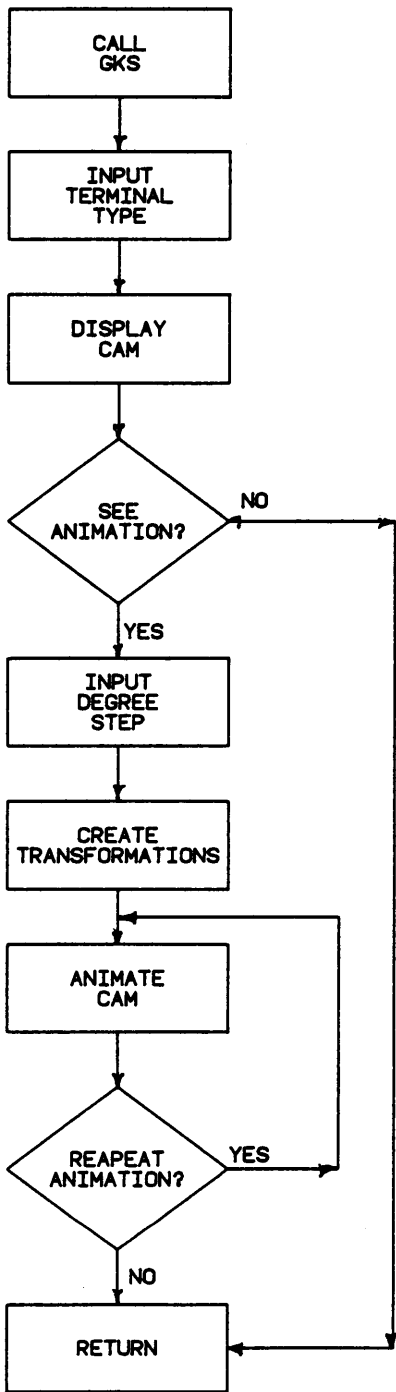 CALL
GKS
INPUT
TERMINAL
TYPE
DISPLAY
CAM
SEE
ANIMATION?
NO
YES
INPUT
DEGREE
STEP
CREATE
TRANSFORMATIONS
ANIMATE
CAM
REAPEAT
ANIMATION?
YES
NO
RETURN